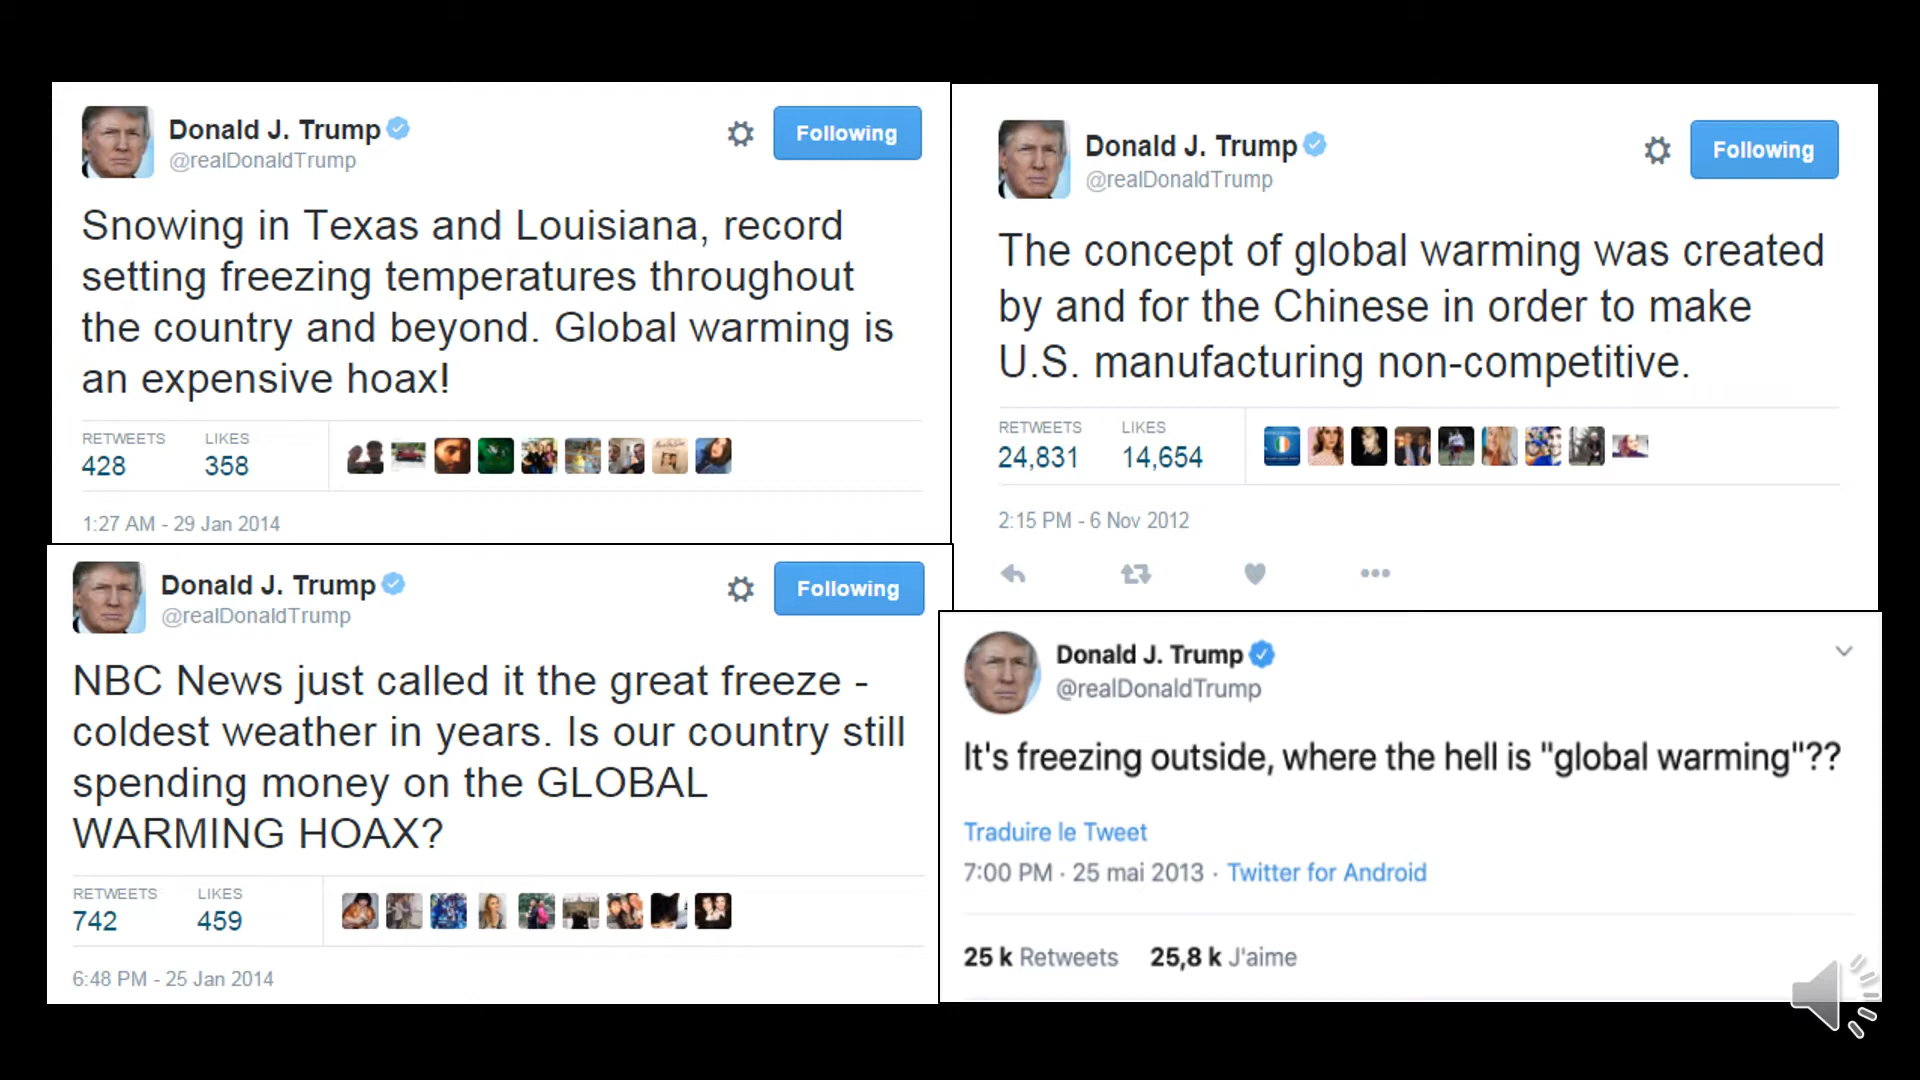 Donald J. Trump
@realDonaldTrump
Following
Snowing in Texas and Louisiana, record
setting freezing temperatures throughout
the country and beyond. Global warming is
an expensive hoax!
RETWEETS LIKES
428 358
1:27 AM - 29 Jan 2014
Donald J. Trump
@realDonaldTrump
Following
The concept of global warming was created
by and for the Chinese in order to make
U.S. manufacturing non-competitive.
RETWEETS LIKES
24,831 14,654
2:15 PM - 6 Nov 2012
Donald J. Trump
@realDonaldTrump
Following
NBC News just called it the great freeze -
coldest weather in years. Is our country still
spending money on the GLOBAL
WARMING HOAX?
RETWEETS LIKES
742 459
6:48 PM - 25 Jan 2014
Donald J. Trump
@realDonaldTrump
It's freezing outside, where the hell is "global warming"??
Traduire le Tweet
7:00 PM · 25 mai 2013 · Twitter for Android
25 k Retweets 25,8 k J'aime